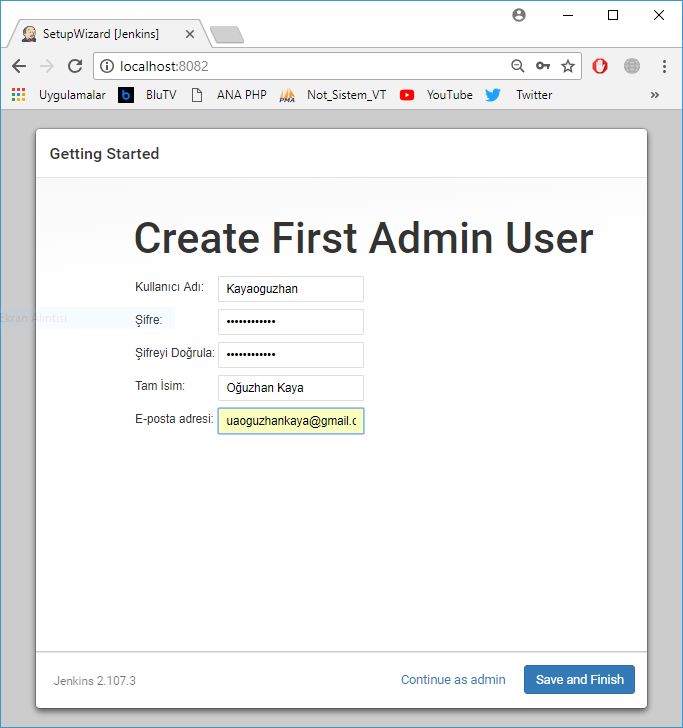 SetupWizard [Jenkins]
localhost:8082
Uygulamalar BluTV ANA PHP Not_Sistem_VT YouTube Twitter »
Getting Started
Create First Admin User
Kullanıcı Adı: Kayaoguzhan
Ekran Alıntısı
Şifre: ••••••••••••
Şifreyi Doğrula: ••••••••••••
Tam İsim: Oğuzhan Kaya
E-posta adresi: uaoguzhankaya@gmail.c
Jenkins 2.107.3 Continue as admin Save and Finish